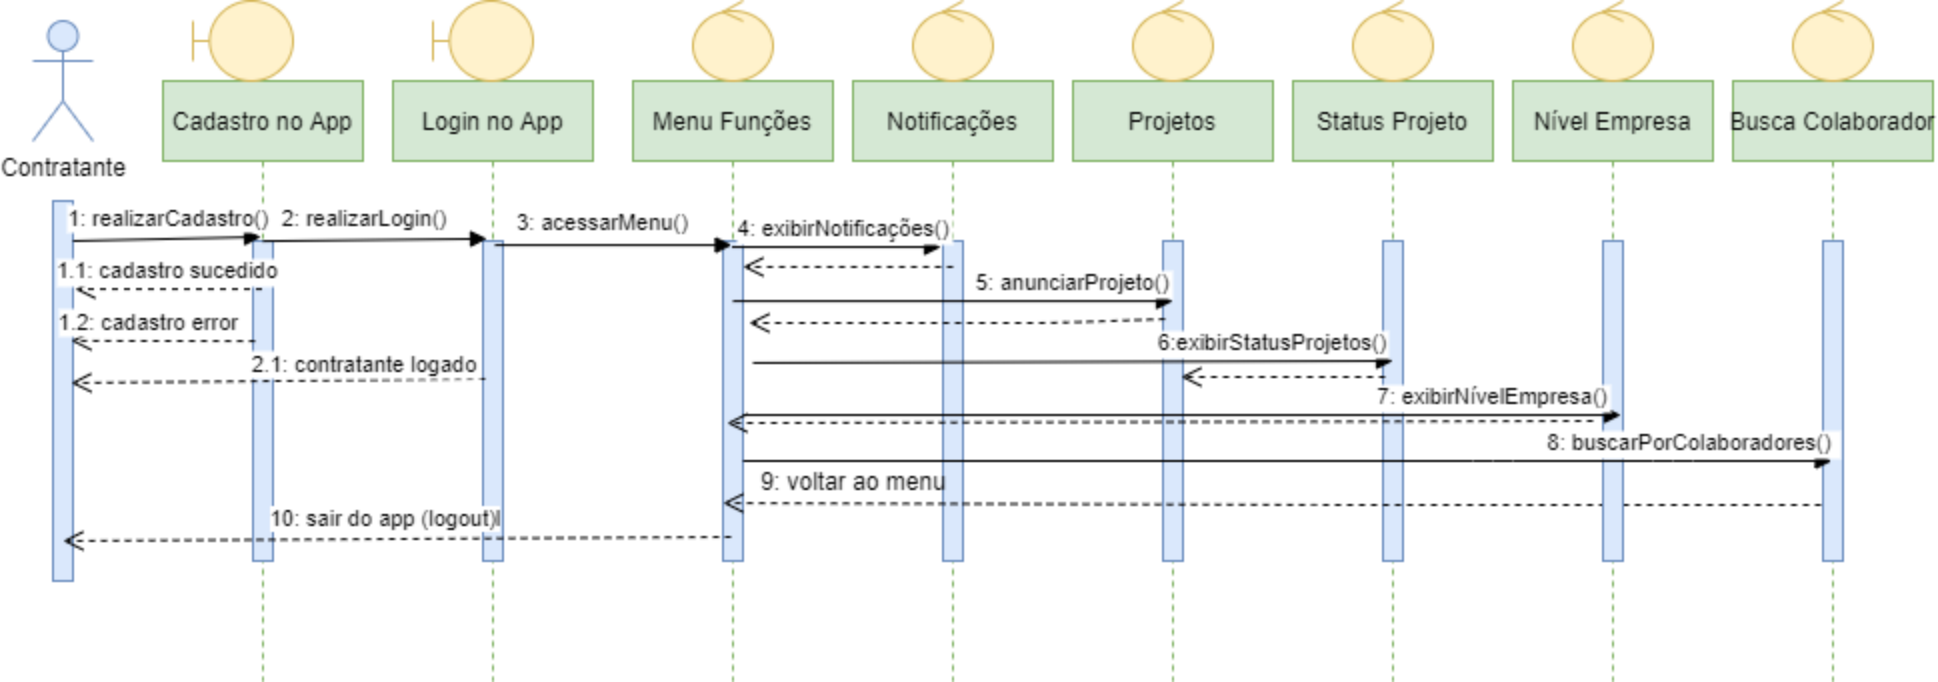 Contratante
Cadastro no App
Login no App
Menu Funções
Notificações
Projetos
Status Projeto
Nível Empresa
Busca Colaborador
1: realizarCadastro()
2: realizarLogin()
3: acessarMenu()
4: exibirNotificações()
1.1: cadastro sucedido
5: anunciarProjeto()
1.2: cadastro error
6:exibirStatusProjetos()
2.1: contratante logado
7: exibirNívelEmpresa()
8: buscarPorColaboradores()
9: voltar ao menu
10: sair do app (logout)l